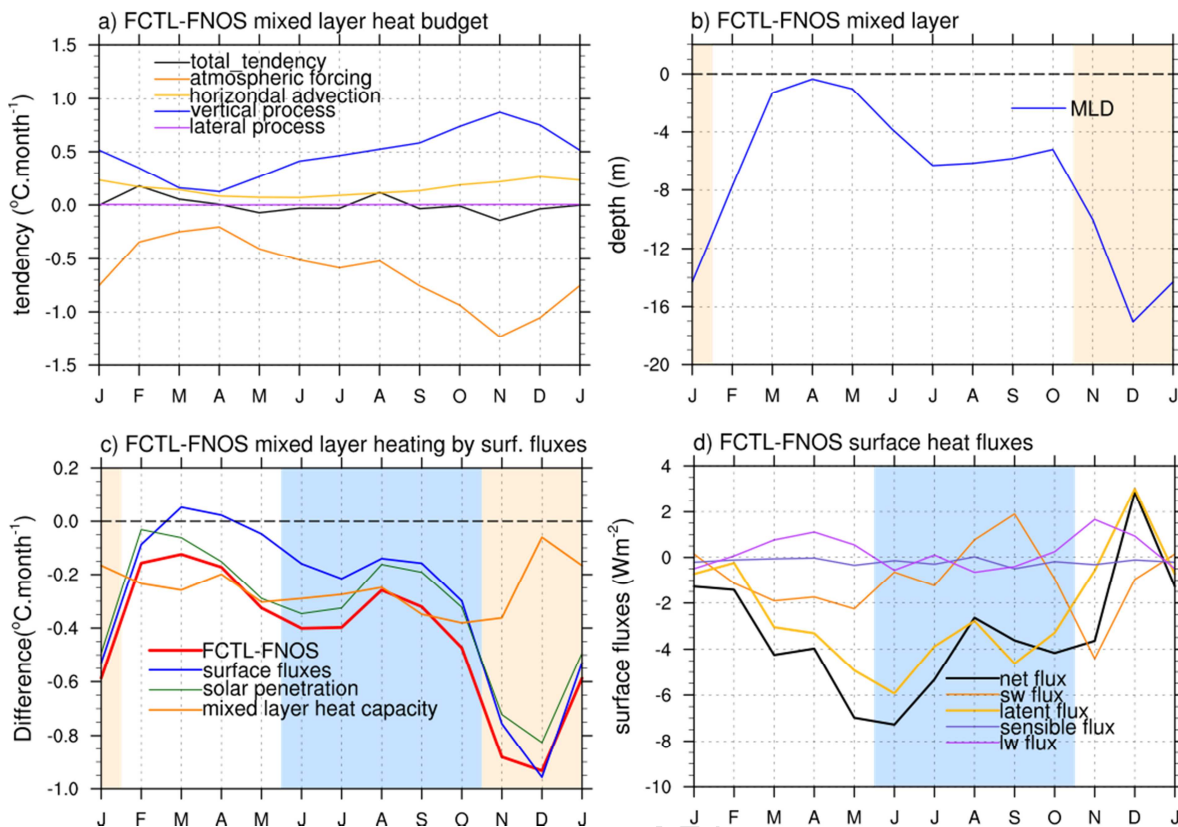 a) FCTL-FNOS mixed layer heat budget
1.5
1.0
0.5
0.0
-0.5
-1.0
-1.5
tendency (°C.month⁻¹)
total_tendency
atmospheric forcing
horizondal advection
vertical process
lateral process
J F M A M J J A S O N D J
b) FCTL-FNOS mixed layer
0
-4
-8
-12
-16
-20
depth (m)
MLD
J F M A M J J A S O N D J
c) FCTL-FNOS mixed layer heating by surf. fluxes
0.2
0.0
-0.2
-0.4
-0.6
-0.8
-1.0
Difference(°C.month⁻¹)
FCTL-FNOS
surface fluxes
solar penetration
mixed layer heat capacity
J F M A M J J A S O N D J
d) FCTL-FNOS surface heat fluxes
4
2
0
-2
-4
-6
-8
-10
surface fluxes (Wm⁻²)
net flux
sw flux
latent flux
sensible flux
lw flux
J F M A M J J A S O N D J